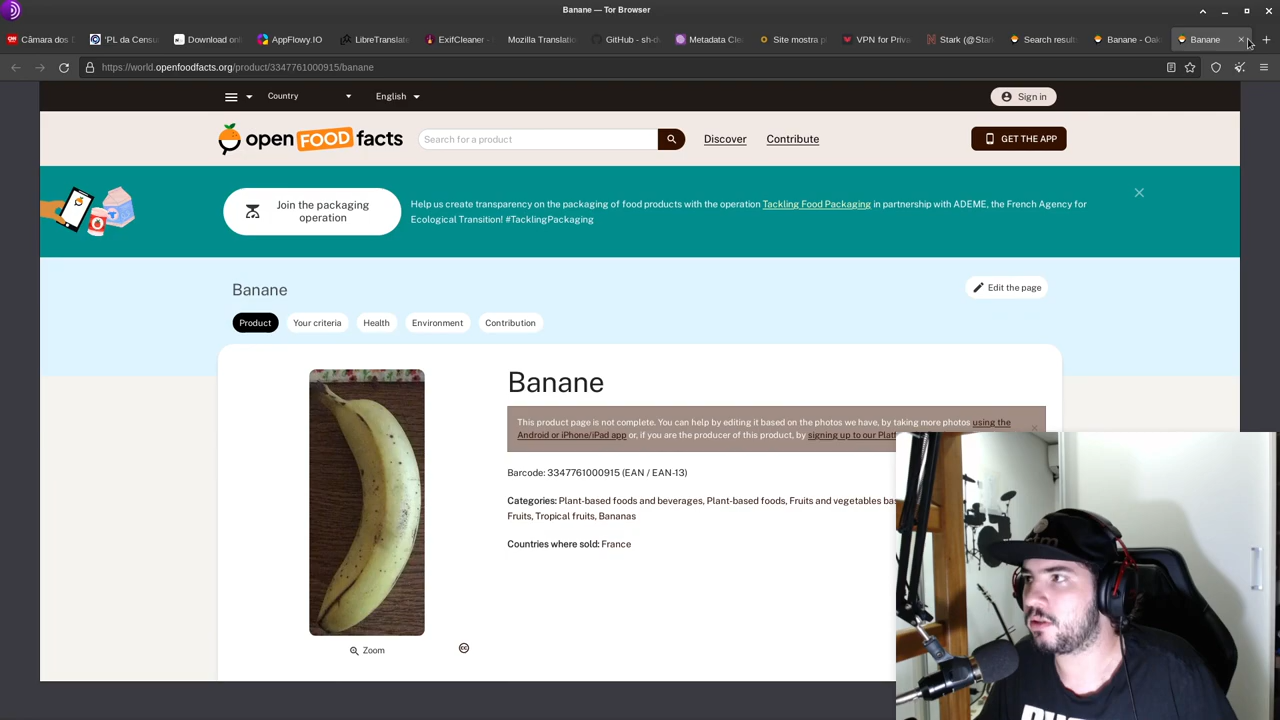 Banane — Tor Browser
Câmara dos D
'PL da Censu
Download onl
AppFlowy.IO
LibreTranslate
ExifCleaner -
Mozilla Translatio
GitHub - sh-d
Metadata Cle
Site mostra p
VPN for Priva
Stark (@Stark
Search results
Banane - Oak
Banane
https://world.openfoodfacts.org/product/3347761000915/banane
Country
English
Sign in
open FOOD facts
Search for a product
Discover
Contribute
GET THE APP
Join the packaging
operation
Help us create transparency on the packaging of food products with the operation Tackling Food Packaging in partnership with ADEME, the French Agency for
Ecological Transition! #TacklingPackaging
Banane
Edit the page
Product
Your criteria
Health
Environment
Contribution
Banane
This product page is not complete. You can help by editing it based on the photos we have, by taking more photos using the
Android or iPhone/iPad app or, if you are the producer of this product, by signing up to our Platf
Barcode: 3347761000915 (EAN / EAN-13)
Categories: Plant-based foods and beverages, Plant-based foods, Fruits and vegetables bas
Fruits, Tropical fruits, Bananas
Countries where sold: France
Zoom
cc